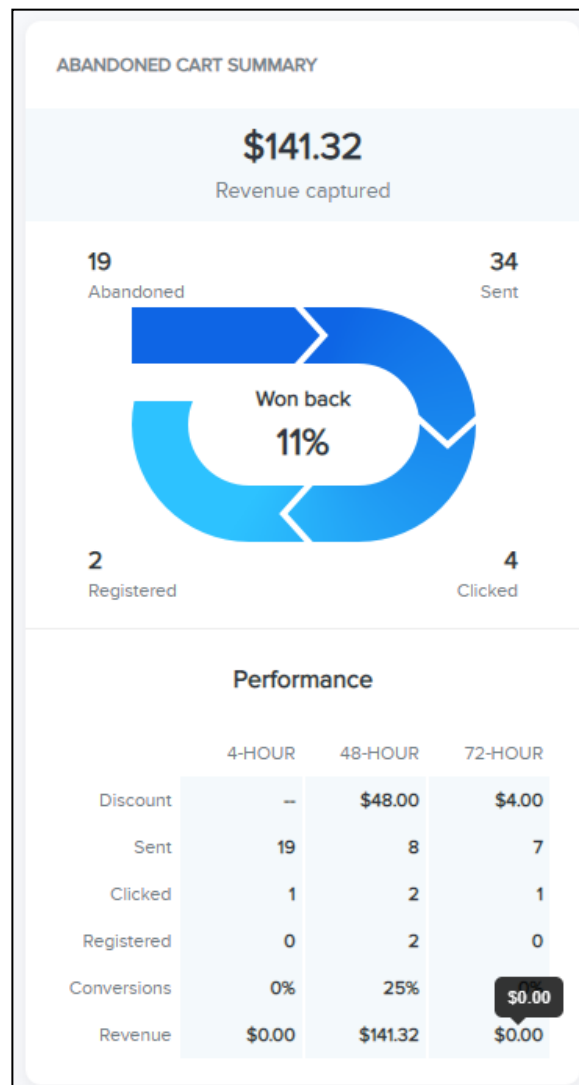 ABANDONED CART SUMMARY
$141.32
Revenue captured
19 34
Abandoned Sent
Won back
11%
2 4
Registered Clicked
Performance
4-HOUR 48-HOUR 72-HOUR
Discount -- $48.00 $4.00
Sent 19 8 7
Clicked 1 2 1
Registered 0 2 0
Conversions 0% 25%
$0.00
Revenue $0.00 $141.32 $0.00